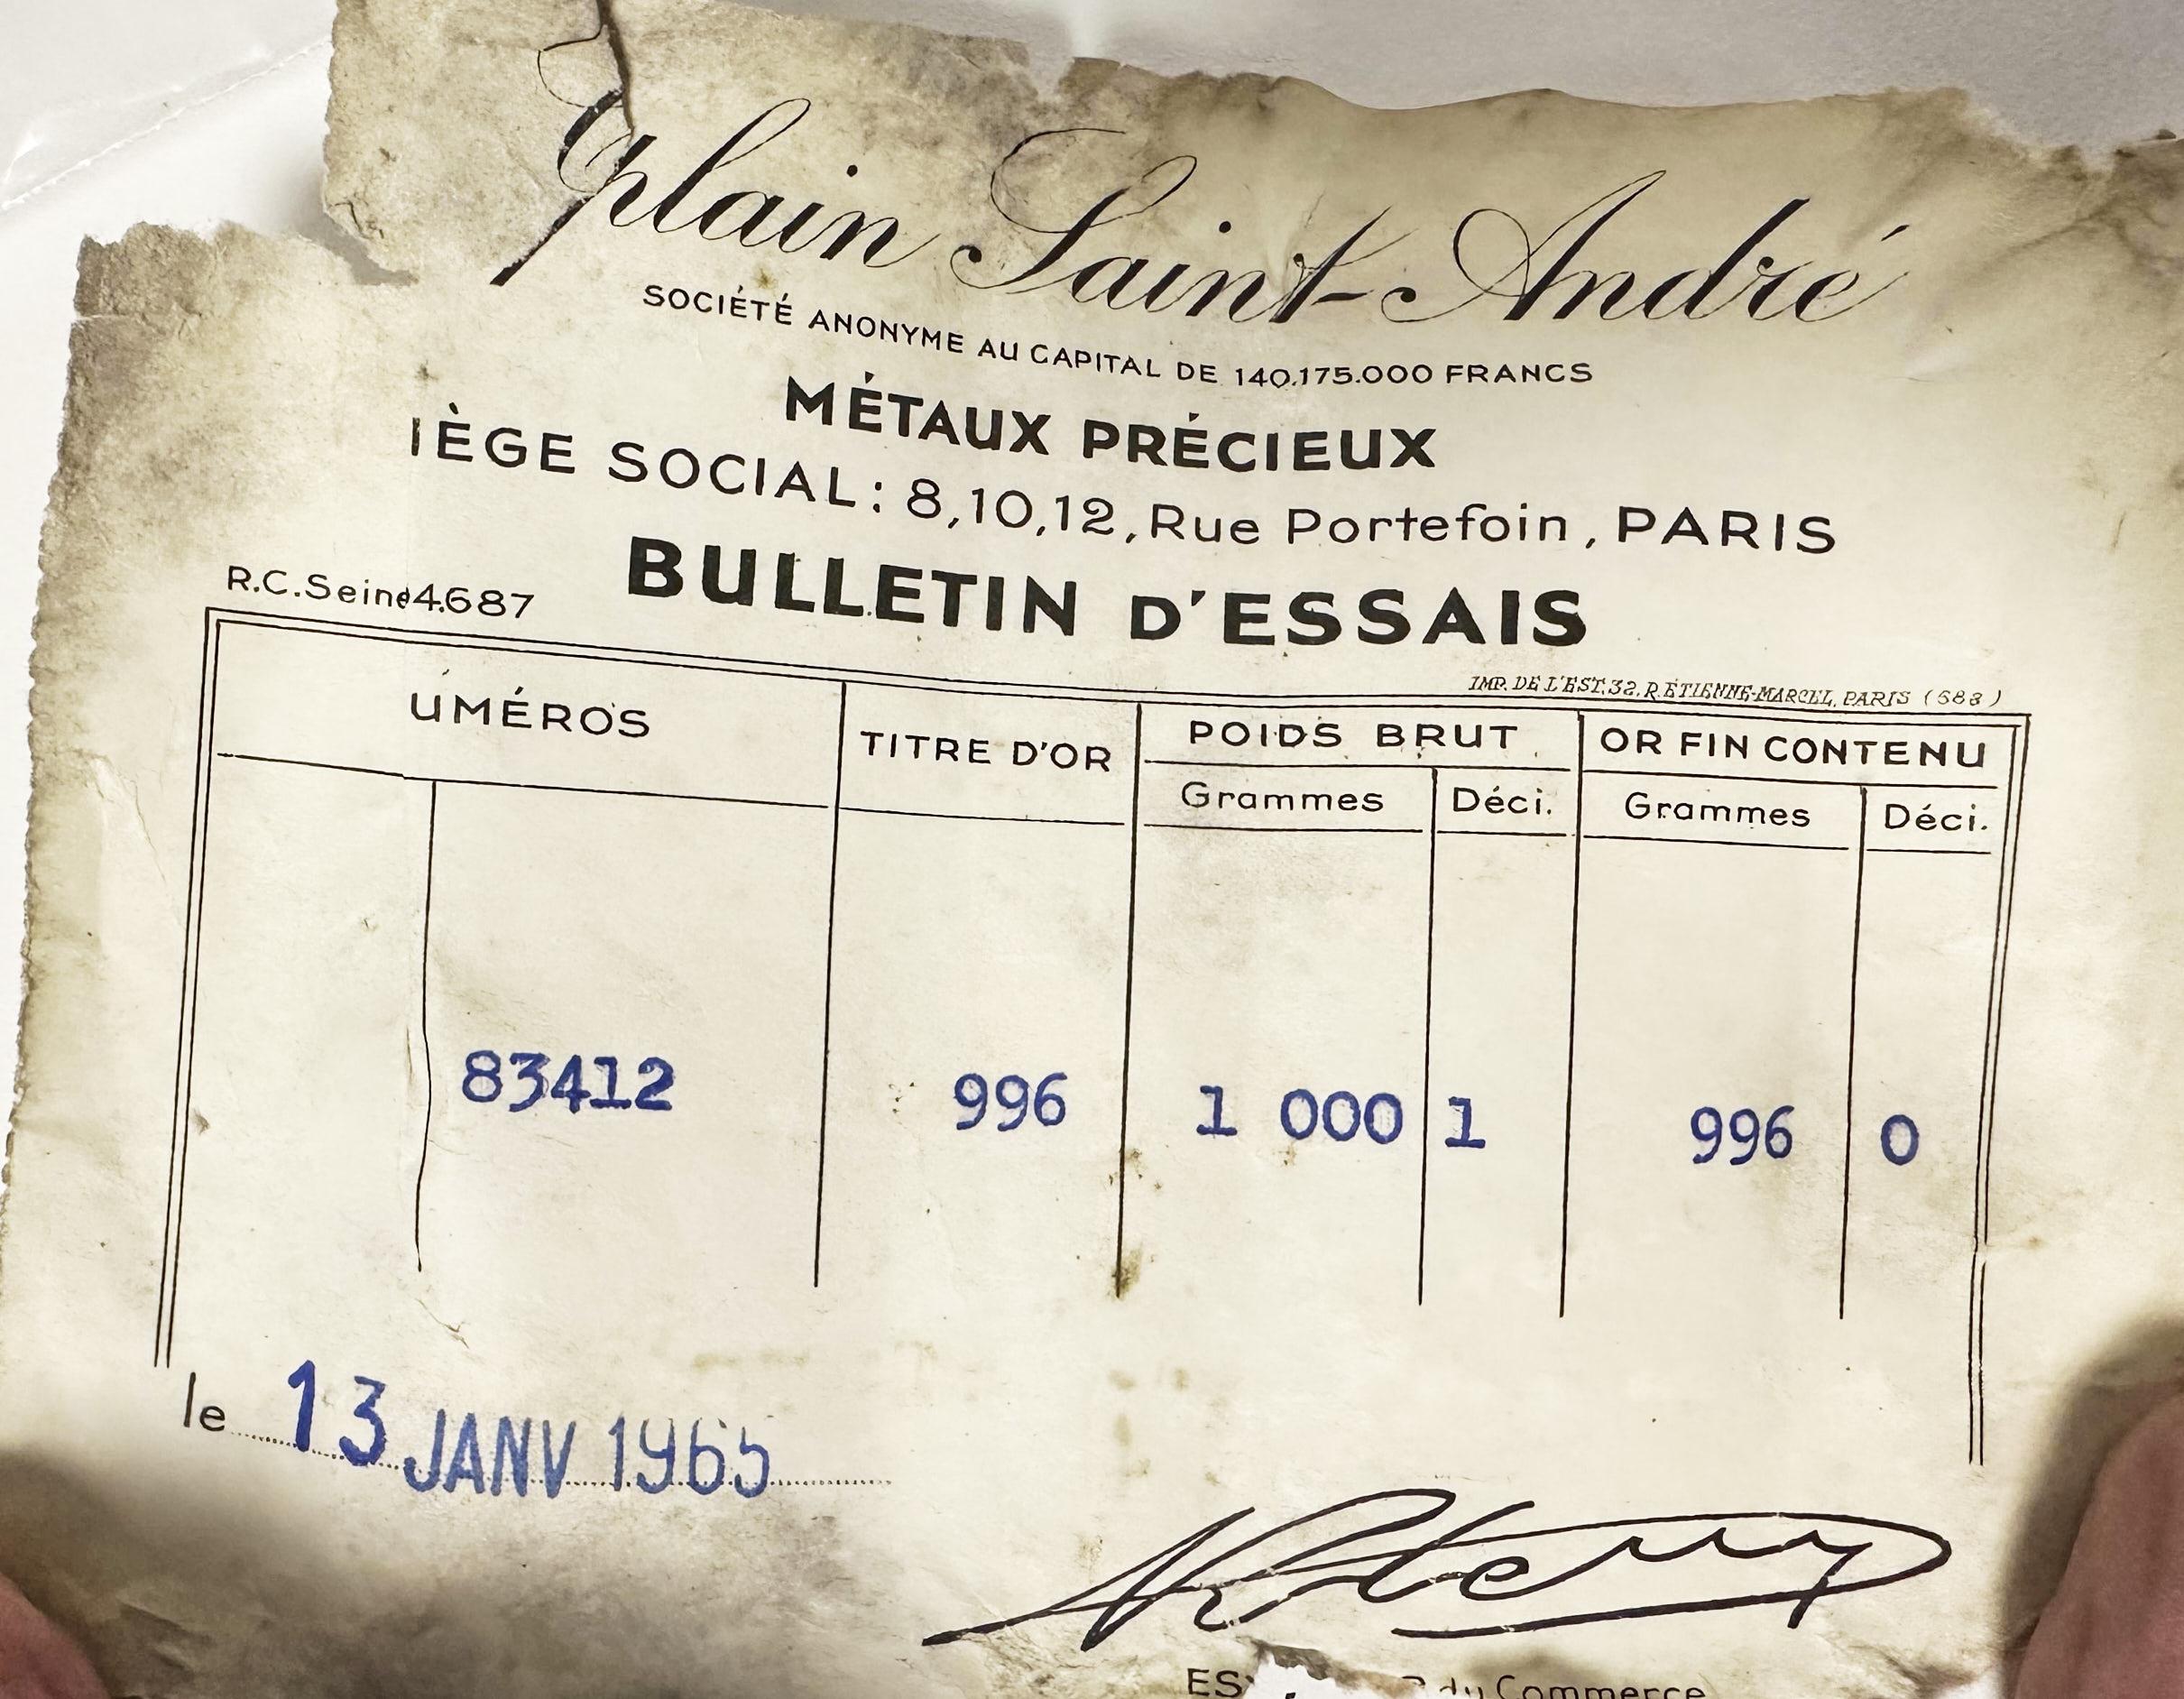 plain Saint-André
SOCIÉTÉ ANONYME AU CAPITAL DE 140.175.000 FRANCS
MÉTAUX PRÉCIEUX
IÈGE SOCIAL: 8,10,12, Rue Portefoin, PARIS
R.C.Seine 4.687
BULLETIN D'ESSAIS
IMP. DE L'EST, 32, R. ÉTIENNE-MARCEL, PARIS (583)
UMÉROS
TITRE D'OR
POIDS BRUT
OR FIN CONTENU
Grammes
Déci.
Grammes
Déci.
83412
996
1 000
1
996
0
le 13 JANV 1965
du Commerce